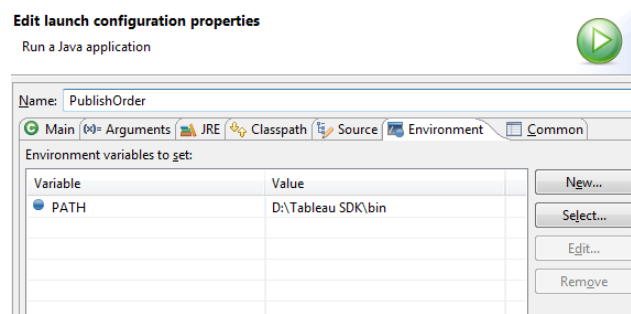 Edit launch configuration properties
Run a Java application
Name: PublishOrder
Main (x)= Arguments JRE Classpath Source Environment Common
Environment variables to set:
Variable Value New...
PATH D:\Tableau SDK\bin Select...
Edit...
Remove